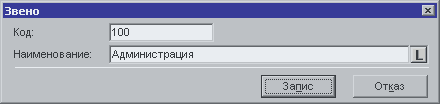 Звено
Код: 100
Наименование: Администрация L
Запис Отказ